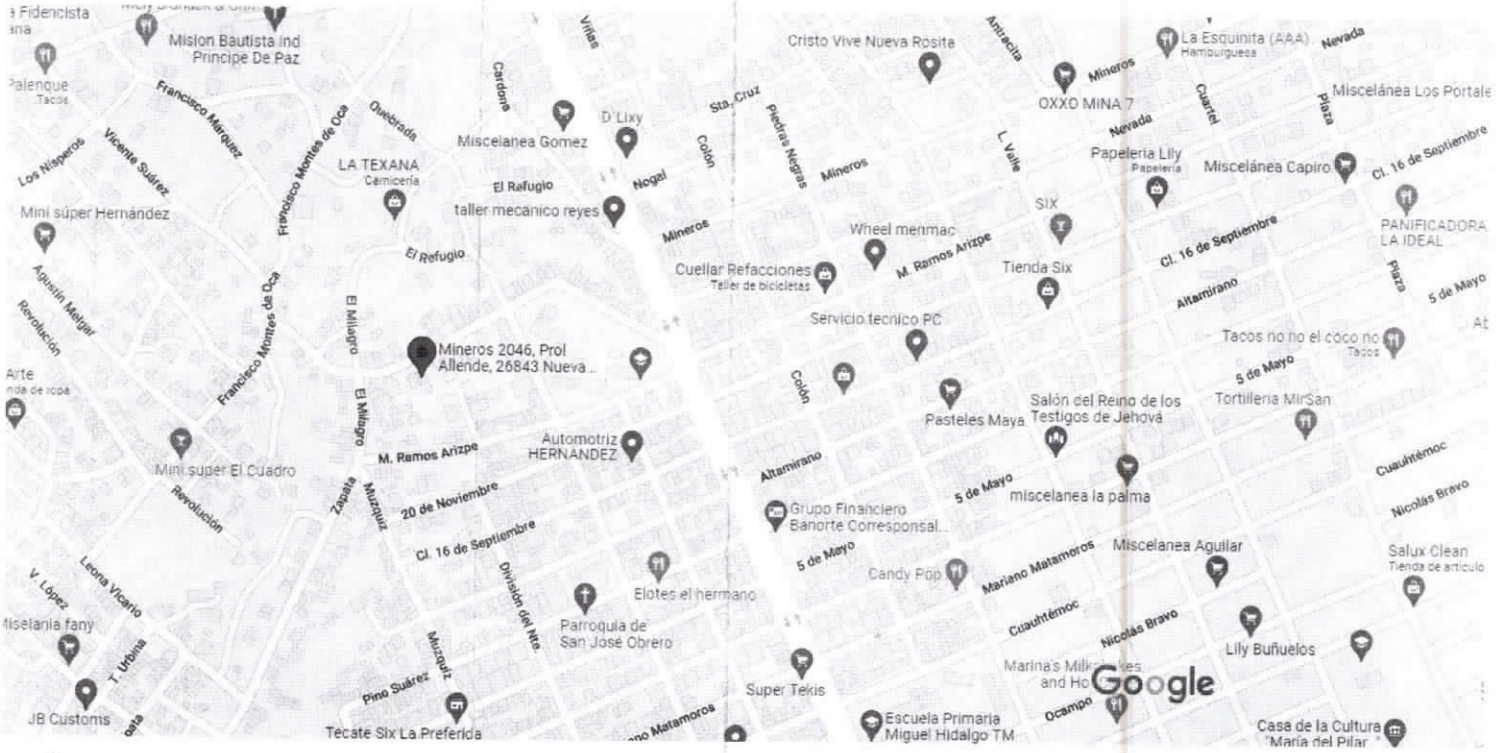 a Fidencista
Mision Bautista Ind
Principe De Paz
Viñas
Cristo Vive Nueva Rosita
Antracita
La Esquinita (AAA)
Hamburguesa
Nevada
Palenque
Tacos
Francisco Márquez
Quebrada
Cardona
Miscelanea Gomez
D´Lixy
Sta. Cruz
Mineros
OXXO MINA 7
Cuartel
Plaza
Miscelánea Los Portale
Los Nisperos
Vicente Suárez
Francisco Montes de Oca
LA TEXANA
Carnicería
El Refugio
Nogal
Colón
Piedras Negras
Mineros
L. Valle
Nevada
Papeleria Lily
Papelería
Miscelánea Capiro
Cl. 16 de Septiembre
Mini súper Hernández
taller mecanico reyes
Mineros
Wheel merimac
SIX
PANIFICADORA
LA IDEAL
El Refugio
M. Ramos Arizpe
Cl. 16 de Septiembre
Agustín Melgar
Revolución
Francisco Montes de Oca
El Milagro
Cuellar Refacciones
Taller de bicicletas
Tienda Six
Altamirano
Plaza
5 de Mayo
Servicio tecnico PC
Mineros 2046, Prol
Allende, 26843 Nueva...
Tacos no no el coco no
Tacos
Arte
nda de ropa
Colón
5 de Mayo
El Milagro
Pasteles Maya
Salón del Reino de los
Testigos de Jehová
Tortilleria MirSan
Automotriz
HERNANDEZ
M. Ramos Arizpe
Mini super El Cuadro
Altamirano
Cuauhtémoc
Revolución
Zapata
Muzquiz
20 de Noviembre
5 de Mayo
miscelanea la palma
Nicolás Bravo
Grupo Financiero
Banorte Corresponsal...
Cl. 16 de Septiembre
5 de Mayo
Candy Pop
Mariano Matamoros
Miscelanea Aguilar
Salux Clean
Tienda de artículo
Leona Vicario
V. López
División del Nte.
Elotes el hermano
Parroquia de
San José Obrero
Cuauhtémoc
Nicolás Bravo
Miselania fany
T. Urbina
Muzquiz
Lily Buñuelos
Super Tekis
Pino Suárez
Google
JB Customs
Tecate Six La Preferida
Escuela Primaria
Miguel Hidalgo TM
Ocampo
Casa de la Cultura
"María del Pilar